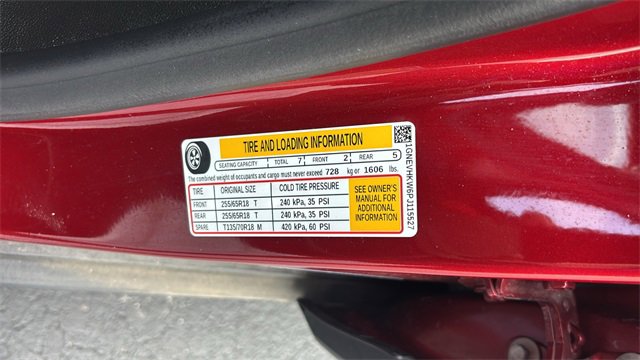 TIRE AND LOADING INFORMATION
SEATING CAPACITY TOTAL 7 FRONT 2 REAR 5
The combined weight of occupants and cargo must never exceed 728 kg or 1606 lbs.
TIRE ORIGINAL SIZE COLD TIRE PRESSURE
FRONT 255/65R18 T 240 kPa, 35 PSI
REAR 255/65R18 T 240 kPa, 35 PSI
SPARE T135/70R18 M 420 kPa, 60 PSI
SEE OWNER'S
MANUAL FOR
ADDITIONAL
INFORMATION
1GNEVHKW6PJ115527